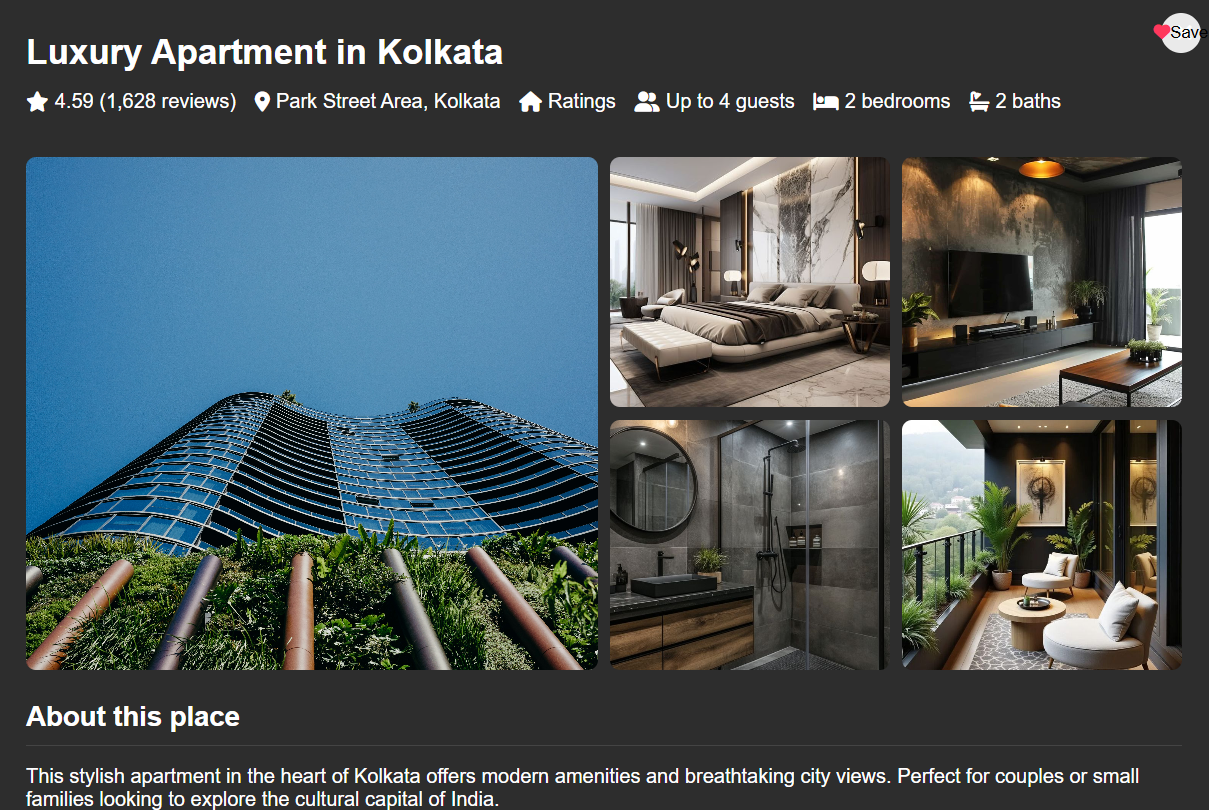 Save
Luxury Apartment in Kolkata
4.59 (1,628 reviews) Park Street Area, Kolkata Ratings Up to 4 guests 2 bedrooms 2 baths
About this place
This stylish apartment in the heart of Kolkata offers modern amenities and breathtaking city views. Perfect for couples or small
families looking to explore the cultural capital of India.